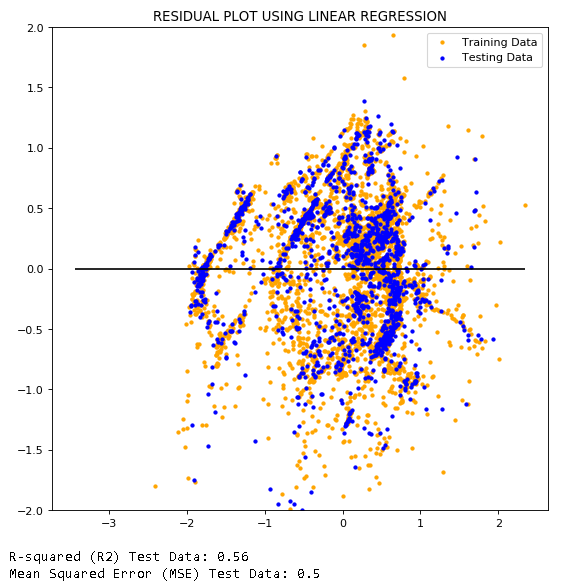 RESIDUAL PLOT USING LINEAR REGRESSION
Training Data
Testing Data
2.0
1.5
1.0
0.5
0.0
−0.5
−1.0
−1.5
−2.0
−3 −2 −1 0 1 2
R-squared (R2) Test Data: 0.56
Mean Squared Error (MSE) Test Data: 0.5